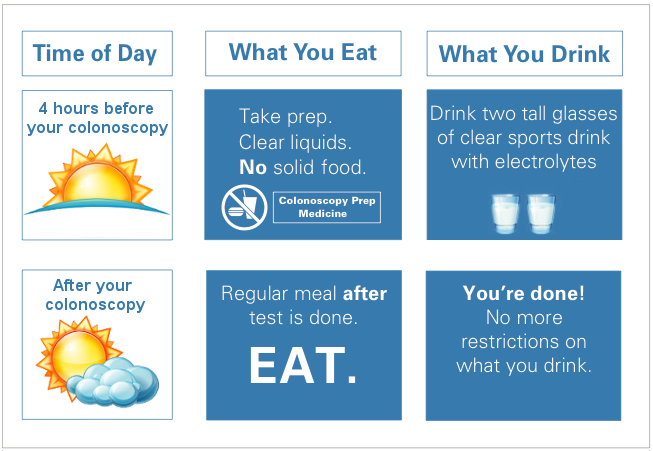 Time of Day
What You Eat
What You Drink
4 hours before
your colonoscopy
Take prep.
Clear liquids.
No solid food.
Colonoscopy Prep
Medicine
Drink two tall glasses
of clear sports drink
with electrolytes
After your
colonoscopy
Regular meal after
test is done.
EAT.
You're done!
No more
restrictions on
what you drink.